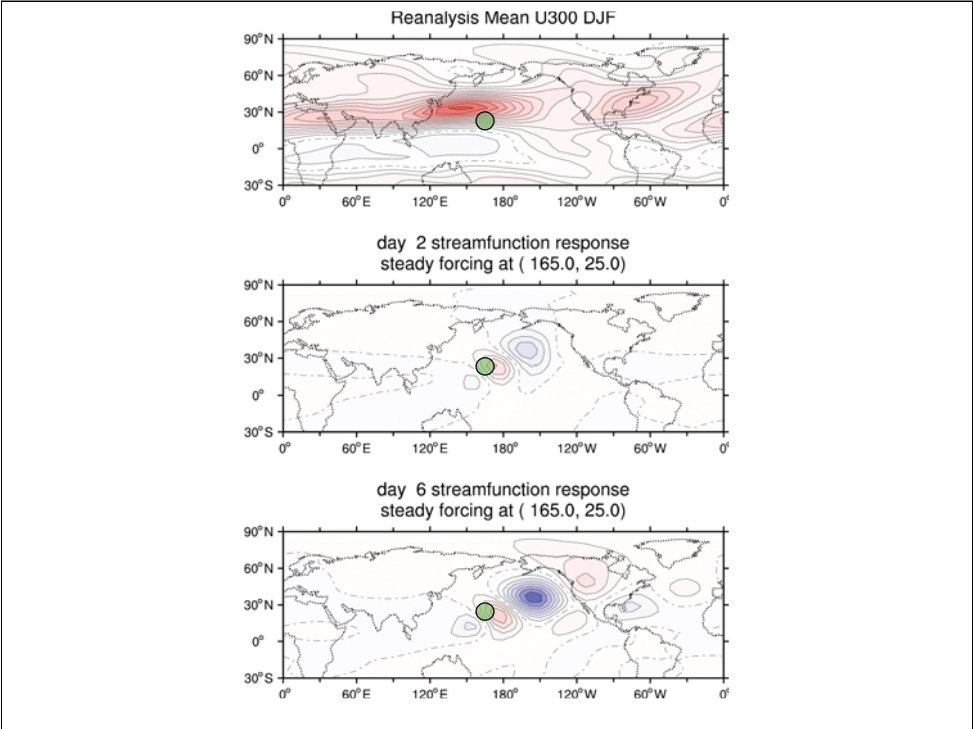 Reanalysis Mean U300 DJF
90°N
60°N
30°N
0°
30°S
0° 60°E 120°E 180° 120°W 60°W 0°
day 2 streamfunction response
steady forcing at ( 165.0, 25.0)
90°N
60°N
30°N
0°
30°S
0° 60°E 120°E 180° 120°W 60°W 0°
day 6 streamfunction response
steady forcing at ( 165.0, 25.0)
90°N
60°N
30°N
0°
30°S
0° 60°E 120°E 180° 120°W 60°W 0°